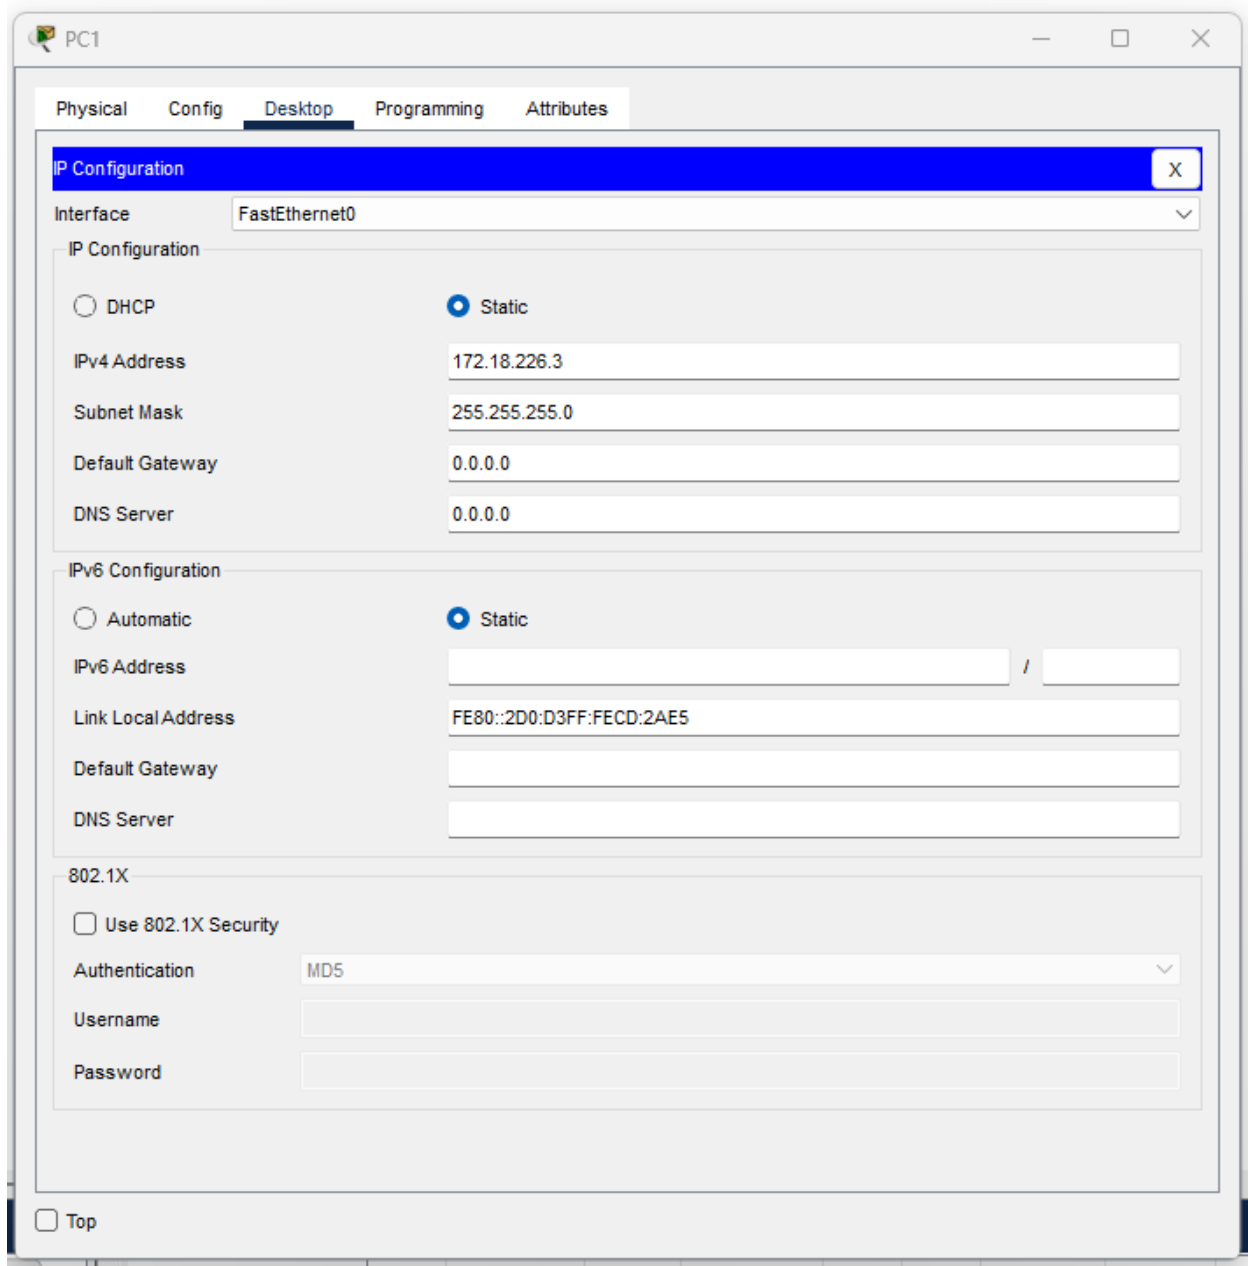 PC1
Physical Config Desktop Programming Attributes
IP Configuration X
Interface FastEthernet0
IP Configuration
DHCP Static
IPv4 Address 172.18.226.3
Subnet Mask 255.255.255.0
Default Gateway 0.0.0.0
DNS Server 0.0.0.0
IPv6 Configuration
Automatic Static
IPv6 Address /
Link Local Address FE80::2D0:D3FF:FECD:2AE5
Default Gateway
DNS Server
802.1X
Use 802.1X Security
Authentication MD5
Username
Password
Top